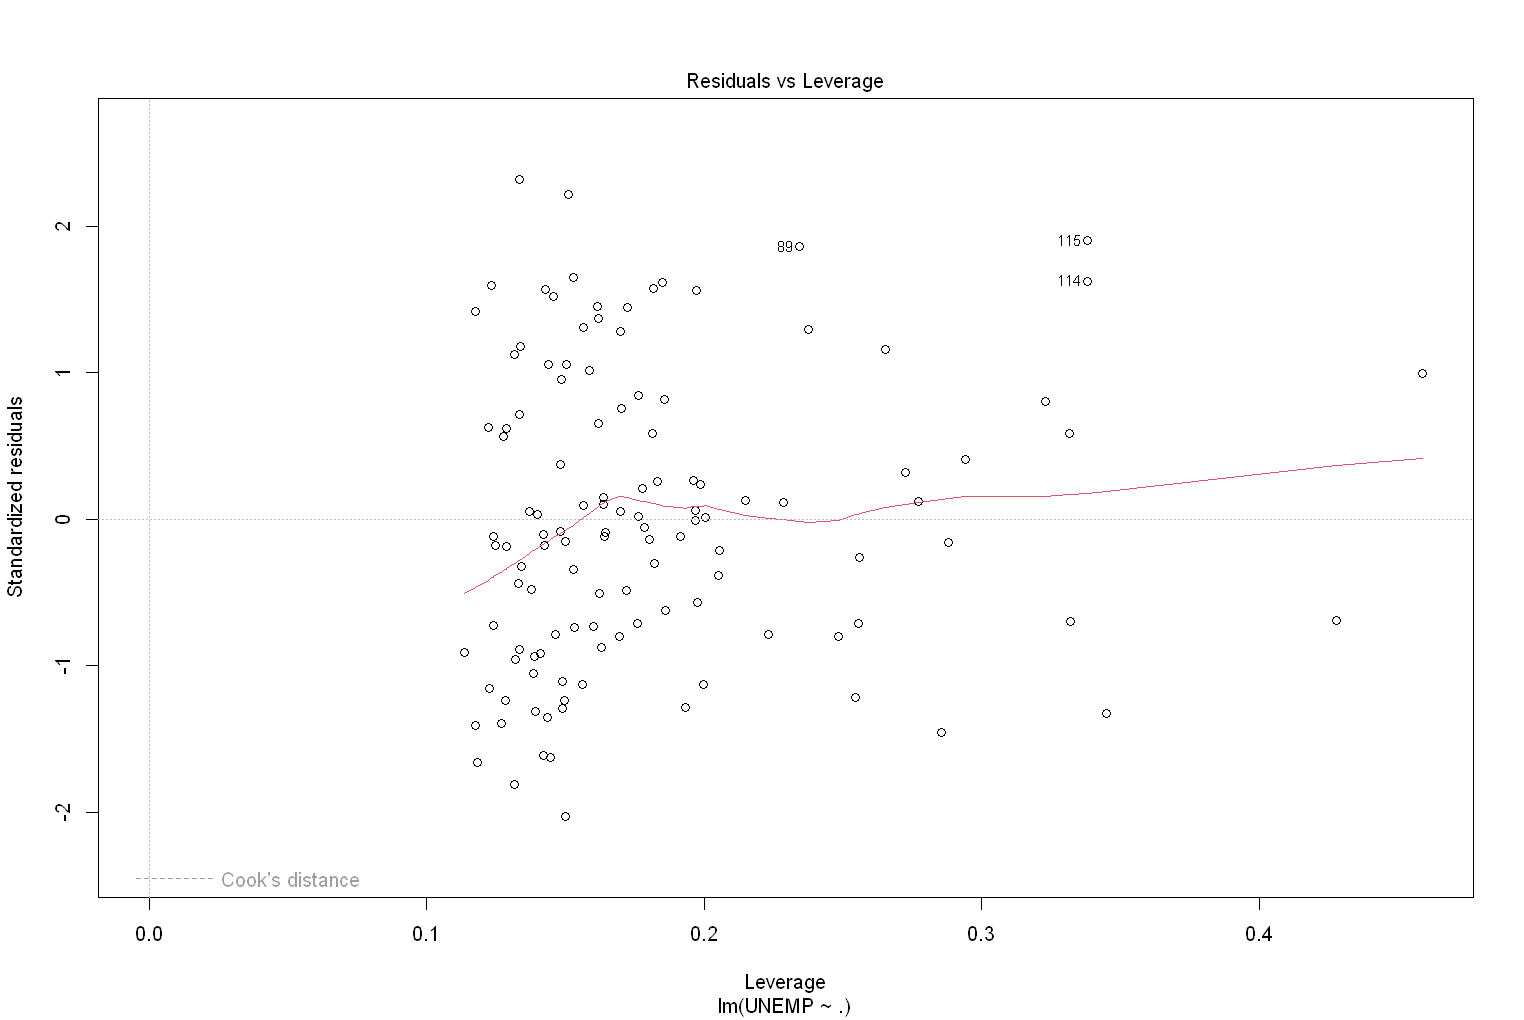 Residuals vs Leverage
Standardized residuals
2
1
0
-1
-2
89
115
114
Cook's distance
0.0 0.1 0.2 0.3 0.4
Leverage
lm(UNEMP ~ .)